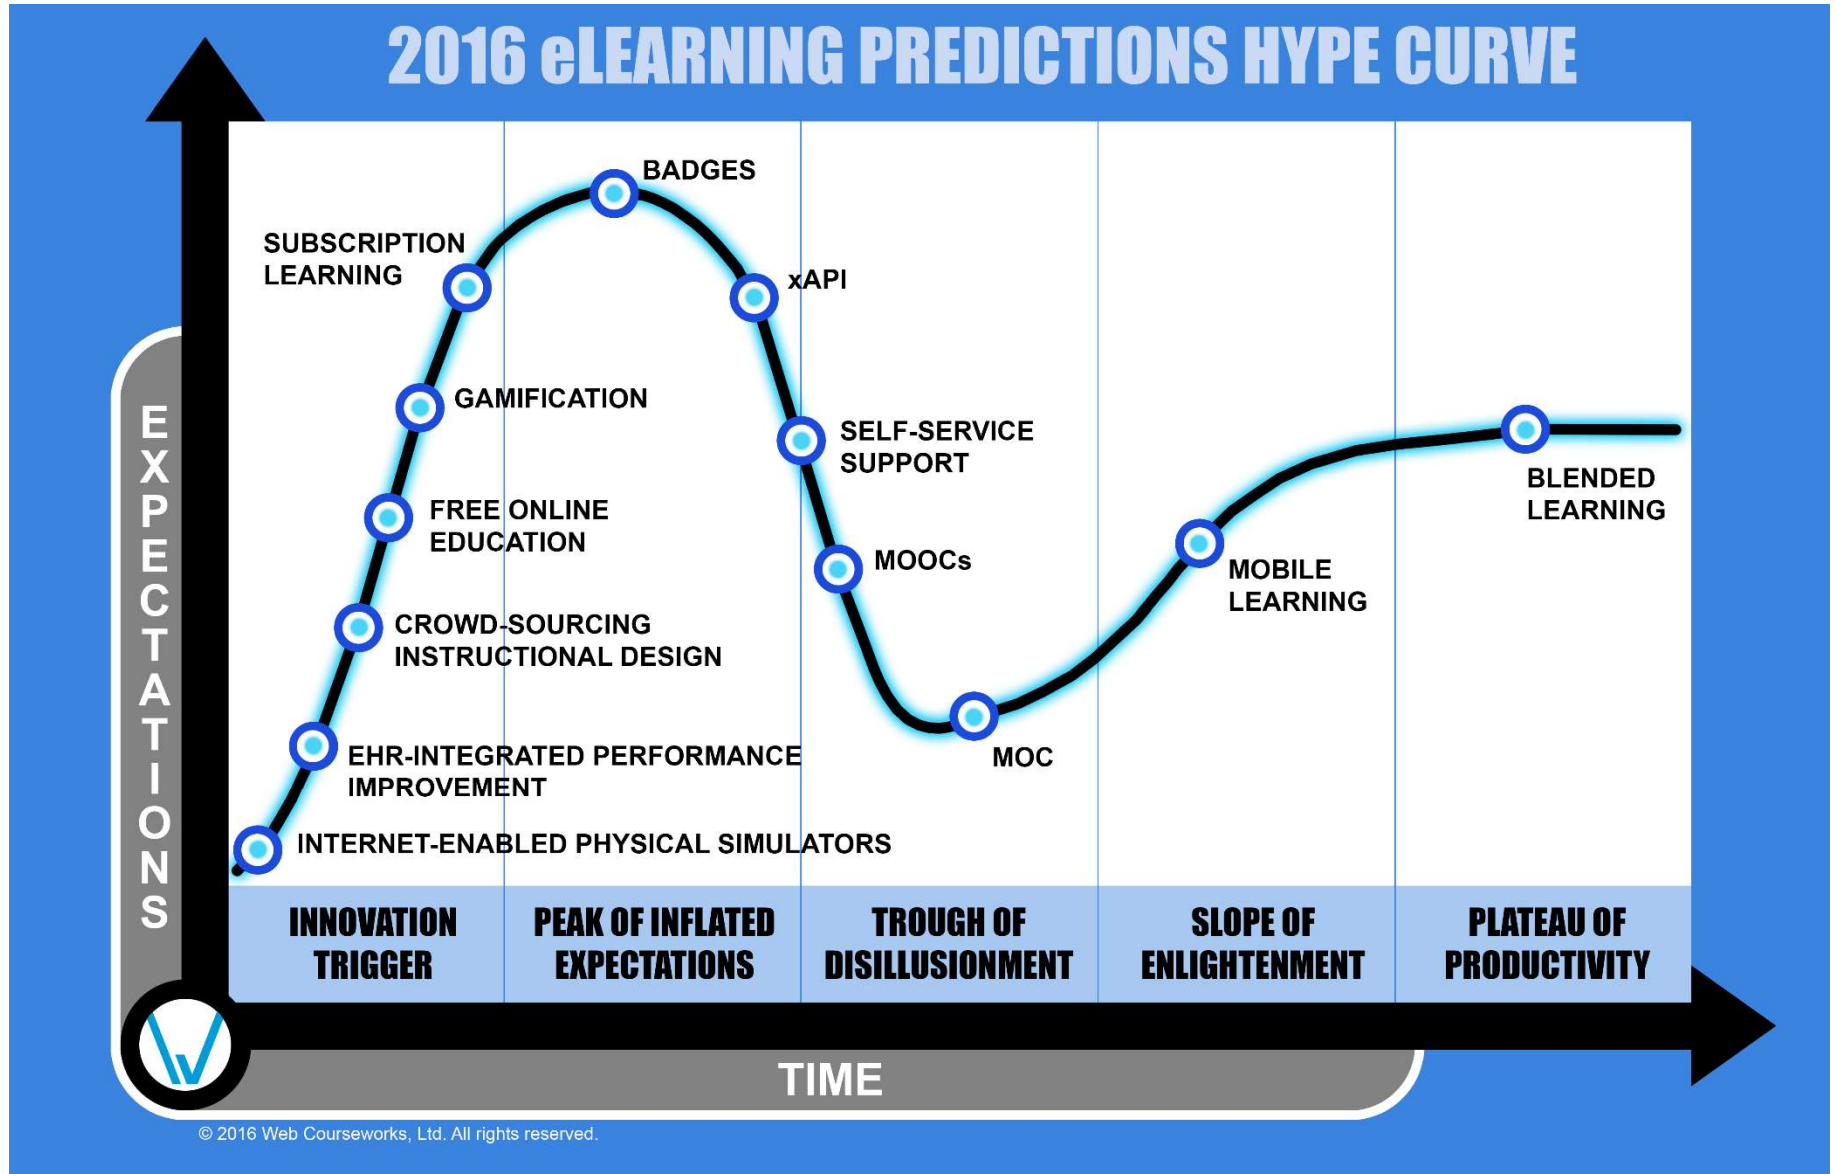 2016 eLEARNING PREDICTIONS HYPE CURVE
BADGES
SUBSCRIPTION
LEARNING
xAPI
GAMIFICATION
SELF-SERVICE
SUPPORT
FREE ONLINE
EDUCATION
MOOCs
BLENDED
LEARNING
MOBILE
LEARNING
CROWD-SOURCING
INSTRUCTIONAL DESIGN
EHR-INTEGRATED PERFORMANCE
IMPROVEMENT
MOC
INTERNET-ENABLED PHYSICAL SIMULATORS
EXPECTATIONS
INNOVATION
TRIGGER
PEAK OF INFLATED
EXPECTATIONS
TROUGH OF
DISILLUSIONMENT
SLOPE OF
ENLIGHTENMENT
PLATEAU OF
PRODUCTIVITY
TIME
© 2016 Web Courseworks, Ltd. All rights reserved.